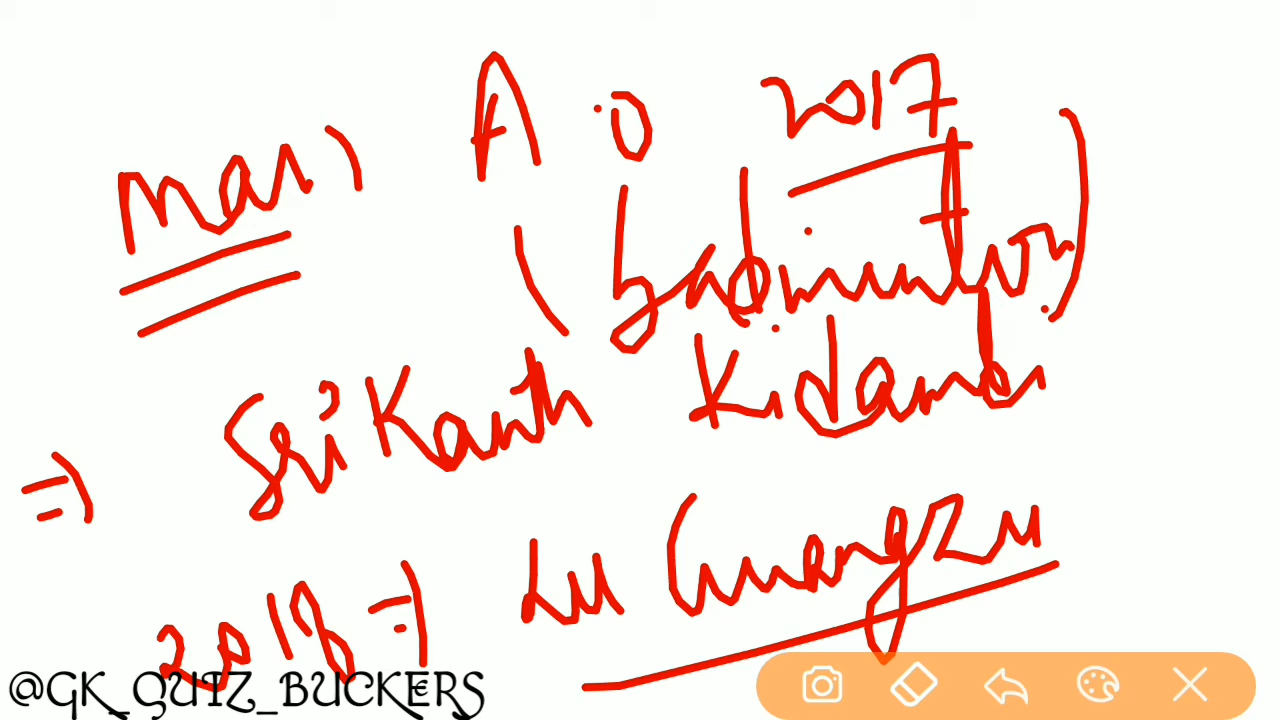 Man A.O 2017
(badminton)
=) Srikanth Kidambi
2018 =) Lu Guangzu
@GK_QUIZ_BUCKERS